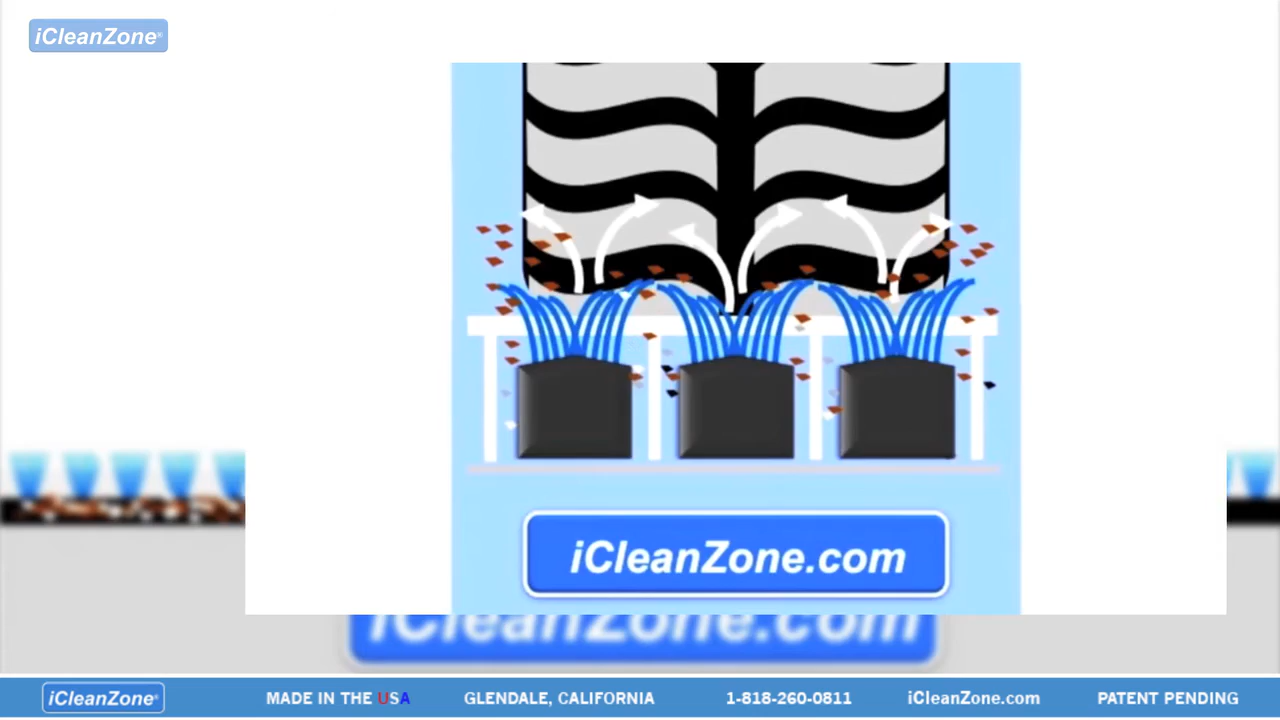 iCleanZone®
iCleanZone.com
iCleanZone.com
iCleanZone®
MADE IN THE USA
GLENDALE, CALIFORNIA
1-818-260-0811
iCleanZone.com
PATENT PENDING